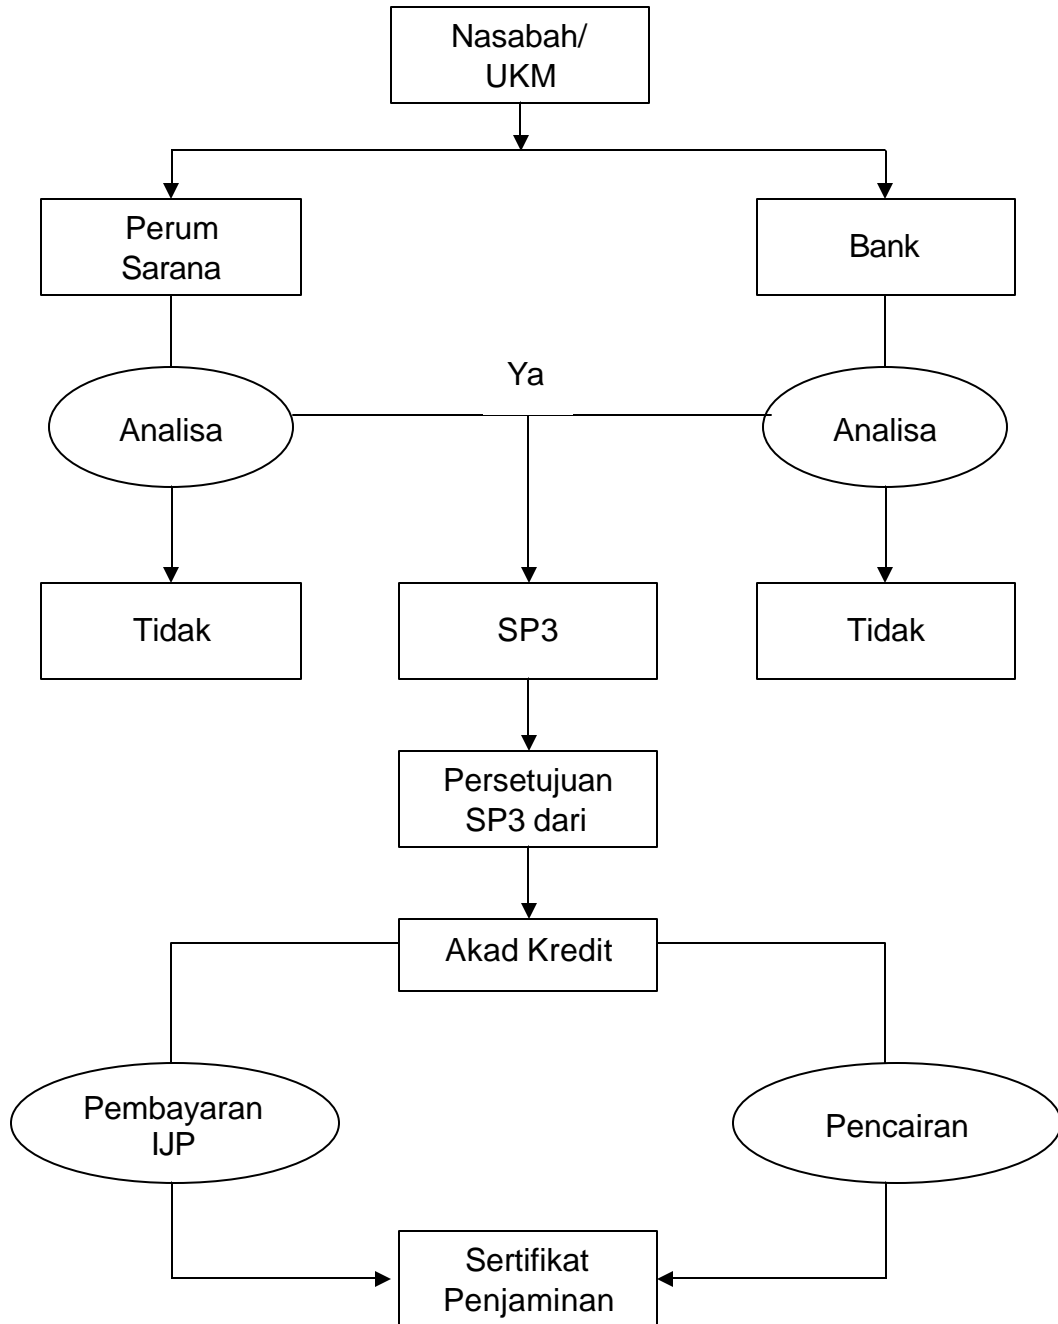 Nasabah/
UKM
Perum
Sarana
Bank
Ya
Analisa
Analisa
Tidak
SP3
Tidak
Persetujuan
SP3 dari
Akad Kredit
Pembayaran
IJP
Pencairan
Sertifikat
Penjaminan